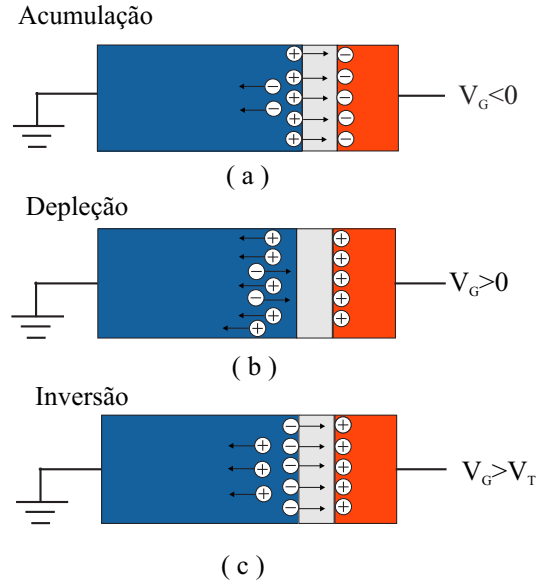 Acumulação
V_G<0
( a )
Depleção
V_G>0
( b )
Inversão
V_G>V_T
( c )